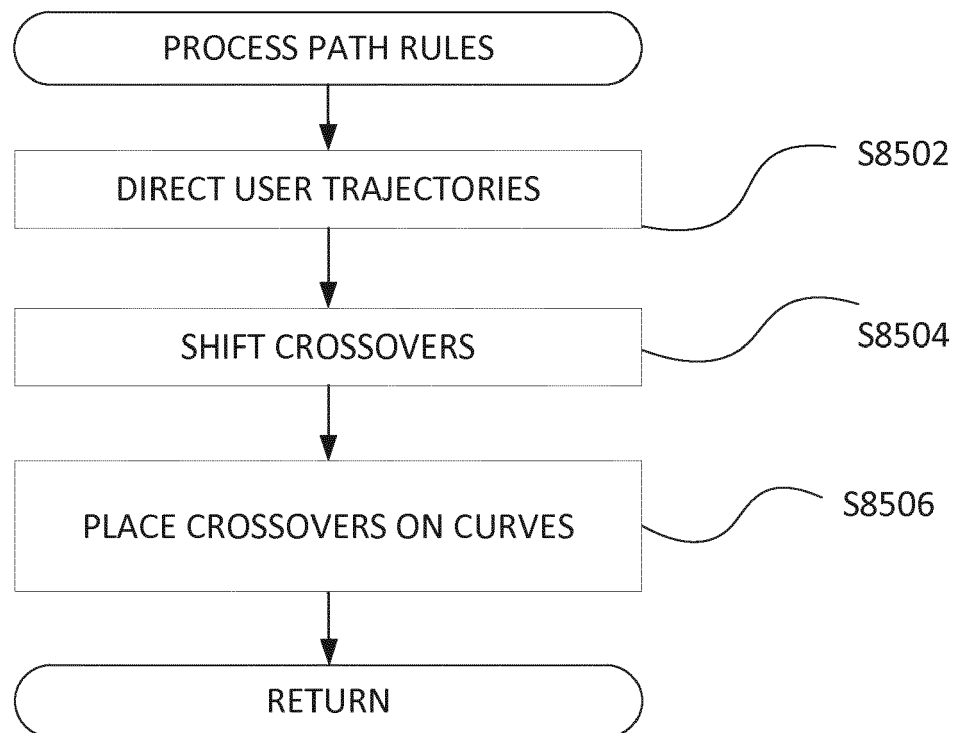 PROCESS PATH RULES
DIRECT USER TRAJECTORIES
S8502
SHIFT CROSSOVERS
S8504
PLACE CROSSOVERS ON CURVES
S8506
RETURN